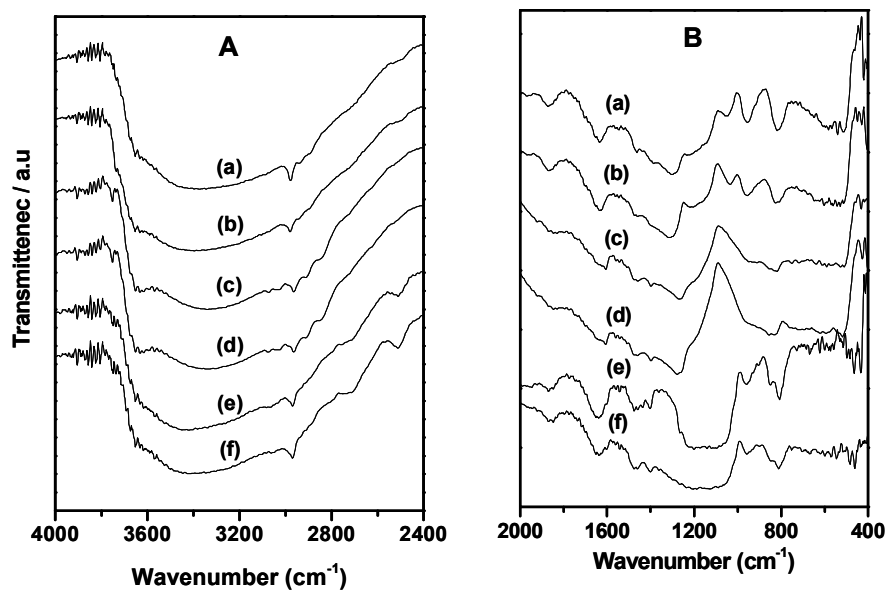 A
B
Transmittenec / a.u
(a)
(b)
(c)
(d)
(e)
(f)
4000 3600 3200 2800 2400
Wavenumber (cm-1)
(a)
(b)
(c)
(d)
(e)
(f)
2000 1600 1200 800 400
Wavenumber (cm-1)